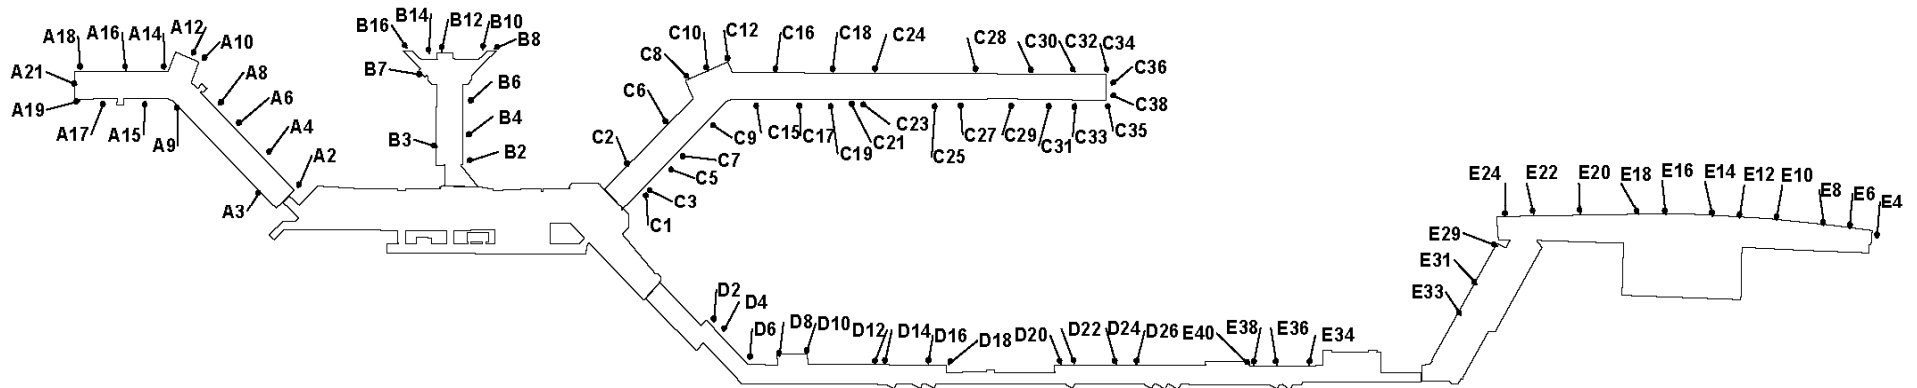 A18
A16
A14
A12
A10
A21
A8
A19
A6
A17
A15
A9
A4
A2
A3
B16
B14
B12
B10
B8
B7
B6
B4
B3
B2
C10
C12
C8
C16
C18
C24
C28
C30
C32
C34
C36
C38
C6
C2
C9
C15
C17
C19
C21
C23
C25
C27
C29
C31
C33
C35
C7
C5
C3
C1
D2
D4
D6
D8
D10
D12
D14
D16
D18
D20
D22
D24
D26
E40
E38
E36
E34
E24
E22
E20
E18
E16
E14
E12
E10
E8
E6
E4
E29
E31
E33